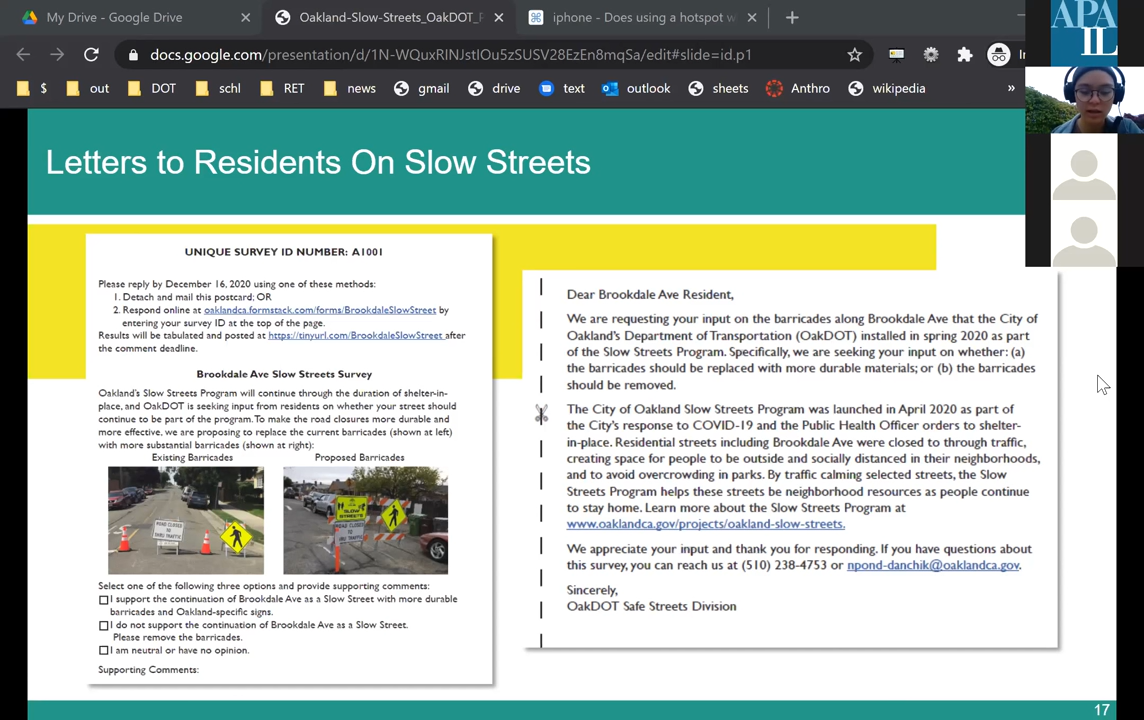 My Drive - Google Drive
Oakland-Slow-Streets_OakDOT_P
iphone - Does using a hotspot w
docs.google.com/presentation/d/1N-WQuxRINJstIOu5zSUSV28EzEn8mqSa/edit#slide=id.p1
$ out DOT schl RET news gmail drive text outlook sheets Anthro wikipedia »
APA
IL
Letters to Residents On Slow Streets
UNIQUE SURVEY ID NUMBER: A1001
Please reply by December 16, 2020 using one of these methods:
1. Detach and mail this postcard; OR
2. Respond online at oaklandca.formstack.com/forms/BrookdaleSlowStreet by
entering your survey ID at the top of the page.
Results will be tabulated and posted at https://tinyurl.com/BrookdaleSlowStreet after
the comment deadline.
Brookdale Ave Slow Streets Survey
Oakland's Slow Streets Program will continue through the duration of shelter-in-
place, and OakDOT is seeking input from residents on whether your street should
continue to be part of the program. To make the road closures more durable and
more effective, we are proposing to replace the current barricades (shown at left)
with more substantial barricades (shown at right):
Existing Barricades Proposed Barricades
ROAD CLOSED
TO
THRU TRAFFIC
SLOW
STREETS
ROAD CLOSED
Select one of the following three options and provide supporting comments:
I support the continuation of Brookdale Ave as a Slow Street with more durable
barricades and Oakland-specific signs.
I do not support the continuation of Brookdale Ave as a Slow Street.
Please remove the barricades.
I am neutral or have no opinion.
Supporting Comments:
Dear Brookdale Ave Resident,
We are requesting your input on the barricades along Brookdale Ave that the City of
Oakland's Department of Transportation (OakDOT) installed in spring 2020 as part
of the Slow Streets Program. Specifically, we are seeking your input on whether: (a)
the barricades should be replaced with more durable materials; or (b) the barricades
should be removed.
The City of Oakland Slow Streets Program was launched in April 2020 as part of
the City's response to COVID-19 and the Public Health Officer orders to shelter-
in-place. Residential streets including Brookdale Ave were closed to through traffic,
creating space for people to be outside and socially distanced in their neighborhoods,
and to avoid overcrowding in parks. By traffic calming selected streets, the Slow
Streets Program helps these streets be neighborhood resources as people continue
to stay home. Learn more about the Slow Streets Program at
www.oaklandca.gov/projects/oakland-slow-streets.
We appreciate your input and thank you for responding. If you have questions about
this survey, you can reach us at (510) 238-4753 or npond-danchik@oaklandca.gov.
Sincerely,
OakDOT Safe Streets Division
17